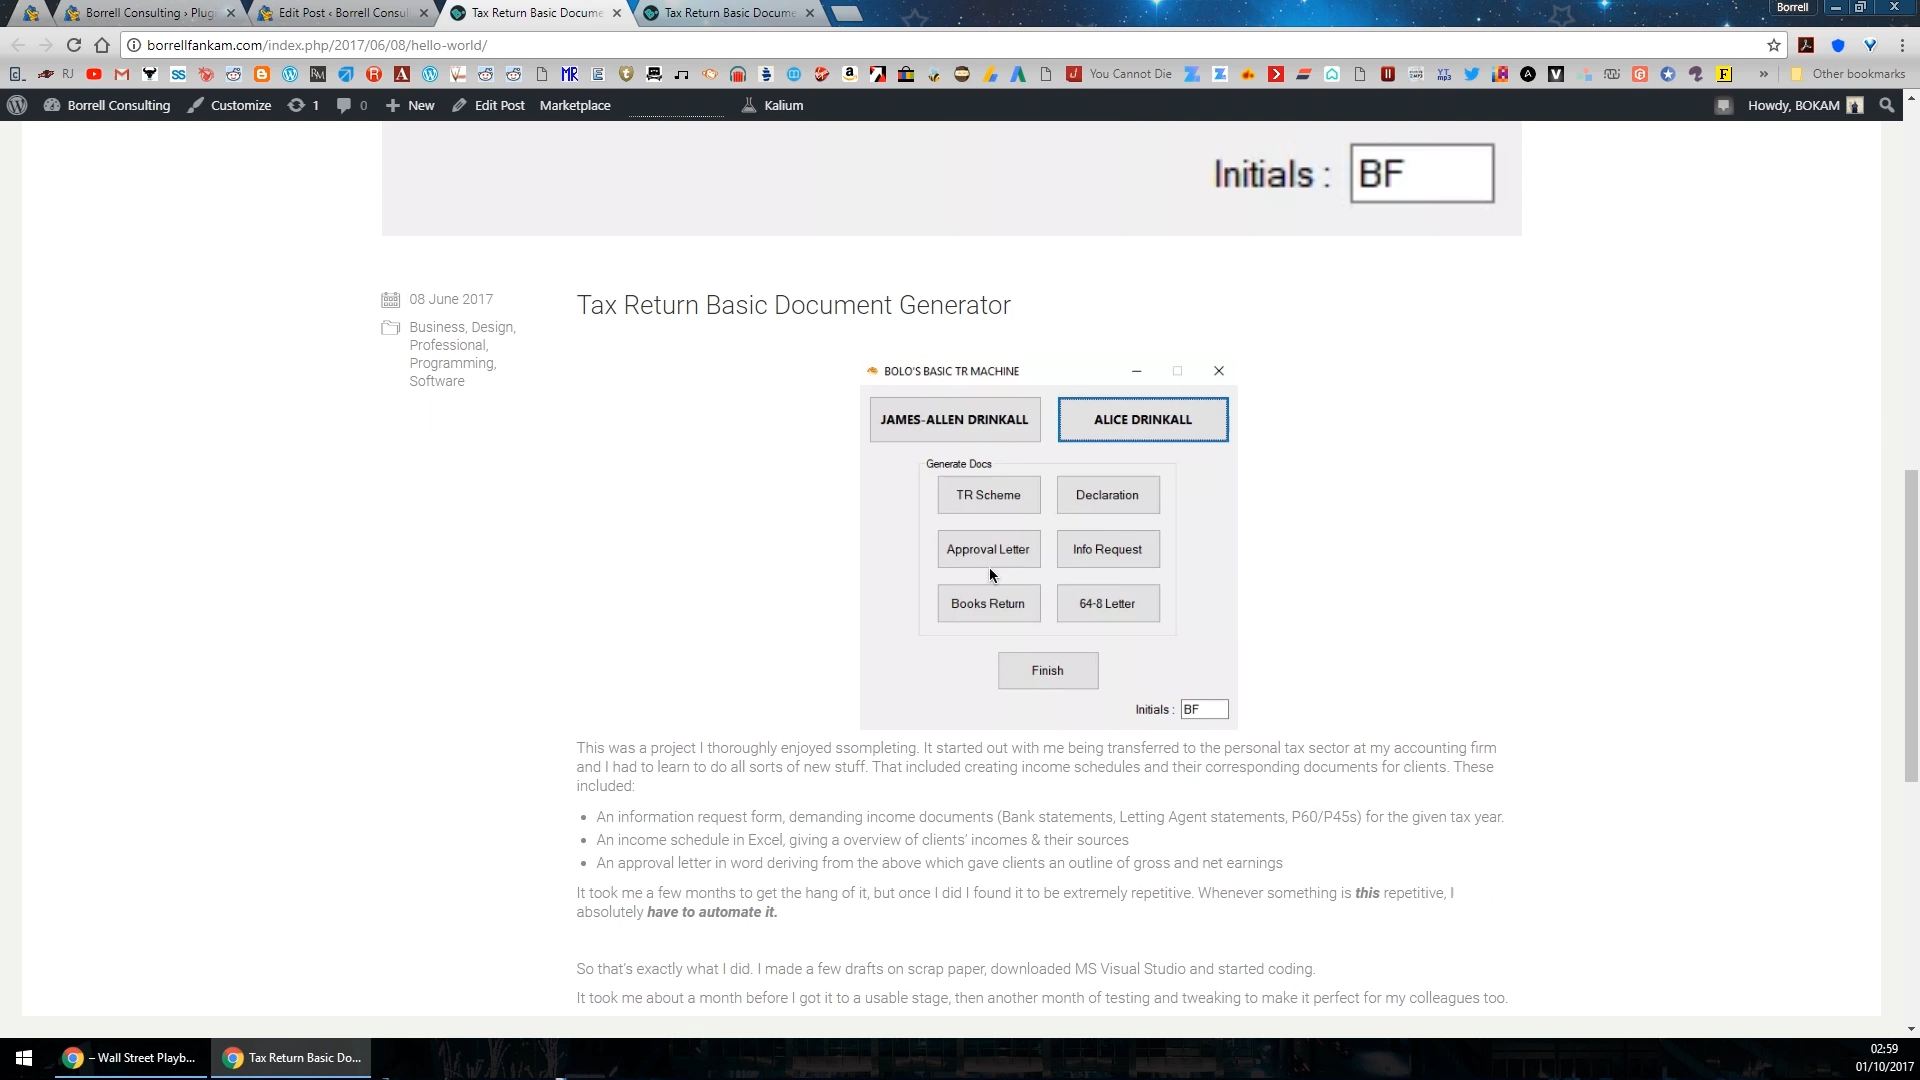 Borrell Consulting › Plug
Edit Post ‹ Borrell Consul
Tax Return Basic Docume
Tax Return Basic Docume
Borrell
borrellfankam.com/index.php/2017/06/08/hello-world/
RJ
You Cannot Die
Other bookmarks
Borrell Consulting
Customize
1
0
New
Edit Post
Marketplace
Kalium
Howdy, BOKAM
Initials : BF
08 June 2017
Business, Design,
Professional,
Programming,
Software
Tax Return Basic Document Generator
BOLO'S BASIC TR MACHINE
JAMES-ALLEN DRINKALL
ALICE DRINKALL
Generate Docs
TR Scheme
Declaration
Approval Letter
Info Request
Books Return
64-8 Letter
Finish
Initials : BF
This was a project I thoroughly enjoyed ssompleting. It started out with me being transferred to the personal tax sector at my accounting firm
and I had to learn to do all sorts of new stuff. That included creating income schedules and their corresponding documents for clients. These
included:
• An information request form, demanding income documents (Bank statements, Letting Agent statements, P60/P45s) for the given tax year.
• An income schedule in Excel, giving a overview of clients' incomes & their sources
• An approval letter in word deriving from the above which gave clients an outline of gross and net earnings
It took me a few months to get the hang of it, but once I did I found it to be extremely repetitive. Whenever something is this repetitive, I
absolutely have to automate it.
So that's exactly what I did. I made a few drafts on scrap paper, downloaded MS Visual Studio and started coding.
It took me about a month before I got it to a usable stage, then another month of testing and tweaking to make it perfect for my colleagues too.
– Wall Street Playb...
Tax Return Basic Do...
02:59
01/10/2017